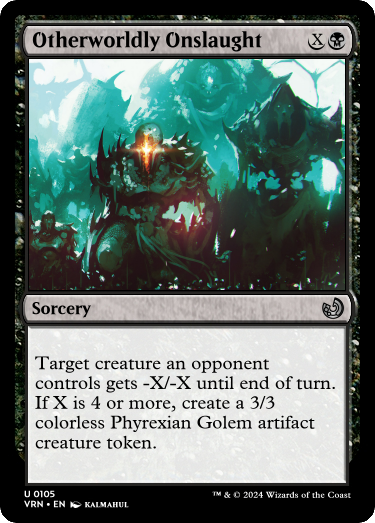 Otherworldly Onslaught X
Sorcery
Target creature an opponent
controls gets -X/-X until end of turn.
If X is 4 or more, create a 3/3
colorless Phyrexian Golem artifact
creature token.
U 0105
VRN • EN KALMAHUL
™ & © 2024 Wizards of the Coast